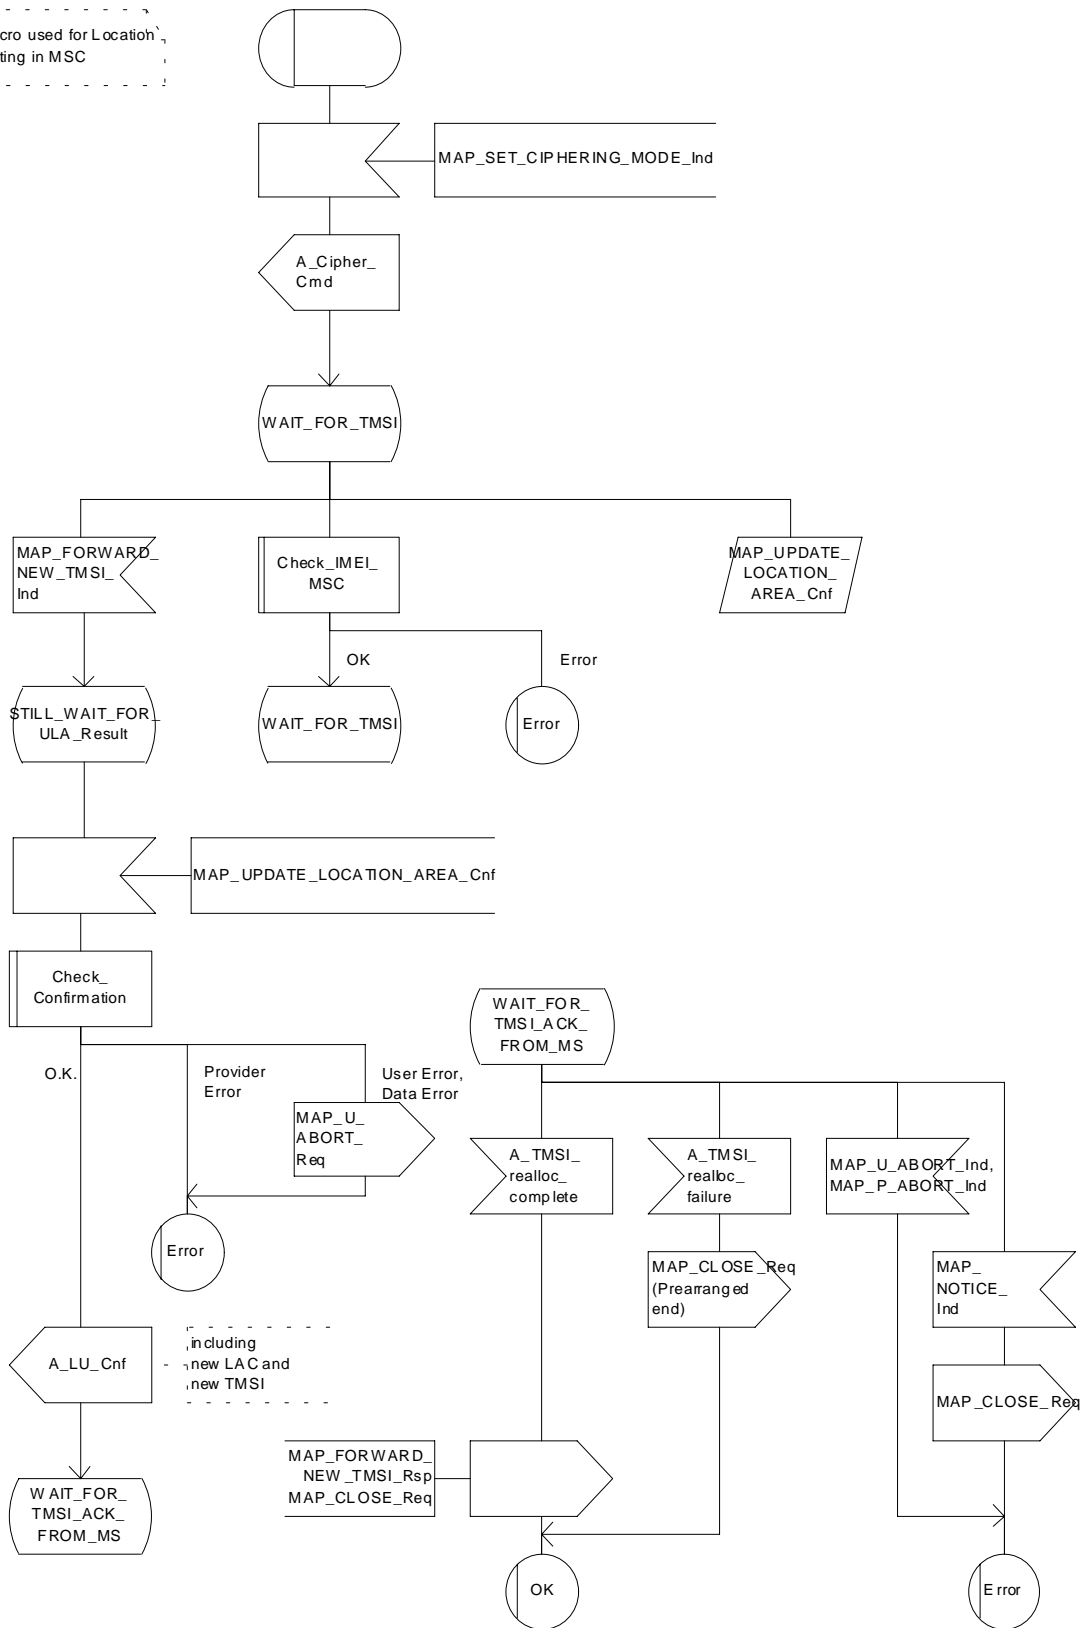 cro used for Location
ting in MSC
MAP_SET_CIPHERING_MODE_Ind
A_Cipher_
Cmd
WAIT_FOR_TMSI
MAP_FORWARD_
NEW_TMSI_
Ind
Check_IMEI_
MSC
MAP_UPDATE_
LOCATION_
AREA_Cnf
OK
Error
STILL_WAIT_FOR_
ULA_Result
WAIT_FOR_TMSI
Error
MAP_UPDATE_LOCATION_AREA_Cnf
Check_
Confirmation
O.K.
Provider
Error
User Error,
Data Error
MAP_U_
ABORT_
Req
Error
A_LU_Cnf
including
new LAC and
new TMSI
WAIT_FOR_
TMSI_ACK_
FROM_MS
WAIT_FOR_
TMSI_ACK_
FROM_MS
A_TMSI_
realloc_
complete
A_TMSI_
realloc_
failure
MAP_U_ABORT_Ind,
MAP_P_ABORT_Ind
MAP_CLOSE_Req
(Prearranged
end)
MAP_
NOTICE_
Ind
MAP_CLOSE_Req
MAP_FORWARD_
NEW_TMSI_Rsp
MAP_CLOSE_Req
OK
Error